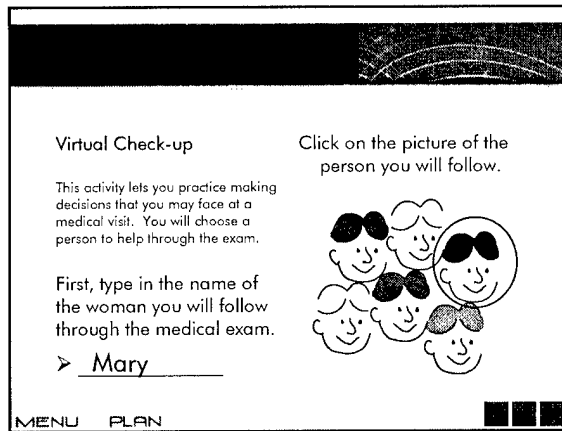 Virtual Check-up
This activity lets you practice making
decisions that you may face at a
medical visit. You will choose a
person to help through the exam.
First, type in the name of
the woman you will follow
through the medical exam.
➢ Mary
Click on the picture of the
person you will follow.
MENU PLAN